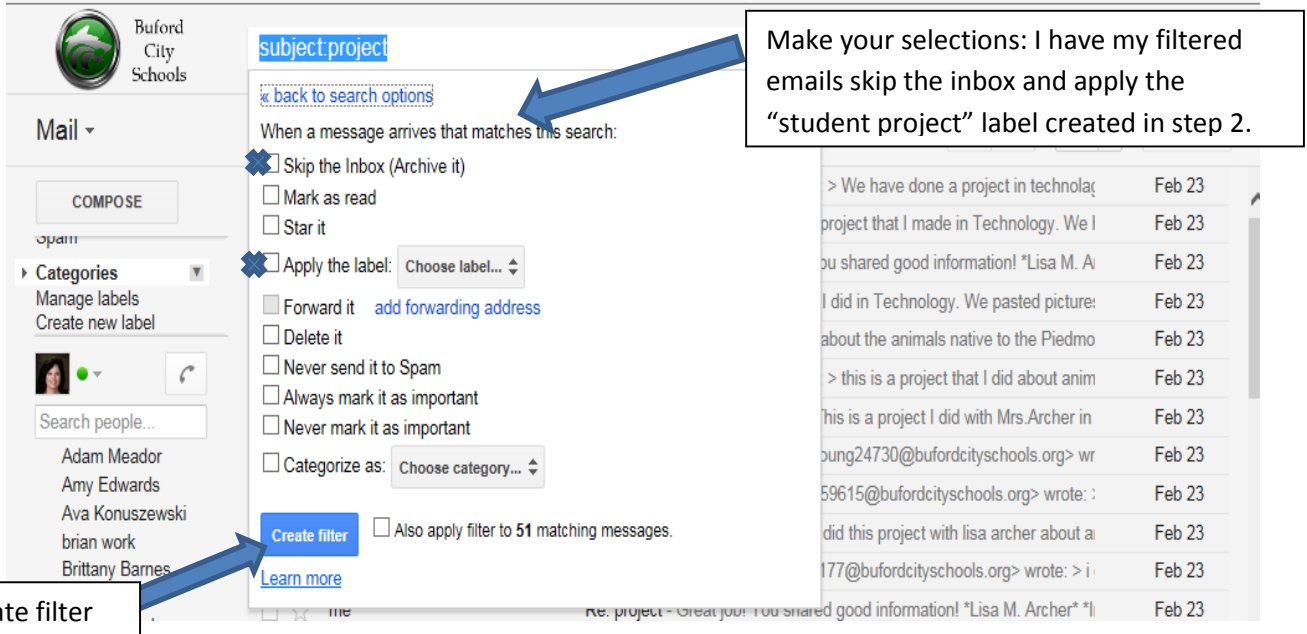 Buford
City
Schools
subject:project
Make your selections: I have my filtered
emails skip the inbox and apply the
“student project” label created in step 2.
« back to search options
Mail
When a message arrives that matches this search:
Skip the Inbox (Archive it)
Mark as read
Star it
Apply the label: Choose label...
Forward it add forwarding address
Delete it
Never send it to Spam
Always mark it as important
Never mark it as important
Categorize as: Choose category...
Create filter Also apply filter to 51 matching messages.
Learn more
COMPOSE
Spam
Categories
Manage labels
Create new label
Search people...
Adam Meador
Amy Edwards
Ava Konuszewski
brian work
Brittany Barnes
ate filter
> We have done a project in technolag Feb 23
project that I made in Technology. We Feb 23
ou shared good information! *Lisa M. Feb 23
I did in Technology. We pasted pictures Feb 23
about the animals native to the Piedmo Feb 23
> this is a project that I did about anim Feb 23
This is a project I did with Mrs.Archer in Feb 23
oung24730@bufordcityschools.org> wr Feb 23
59615@bufordcityschools.org> wrote: > Feb 23
did this project with lisa archer about Feb 23
177@bufordcityschools.org> wrote: > i Feb 23
me Re: project - Great job! You shared good information! *Lisa M. Archer* Feb 23